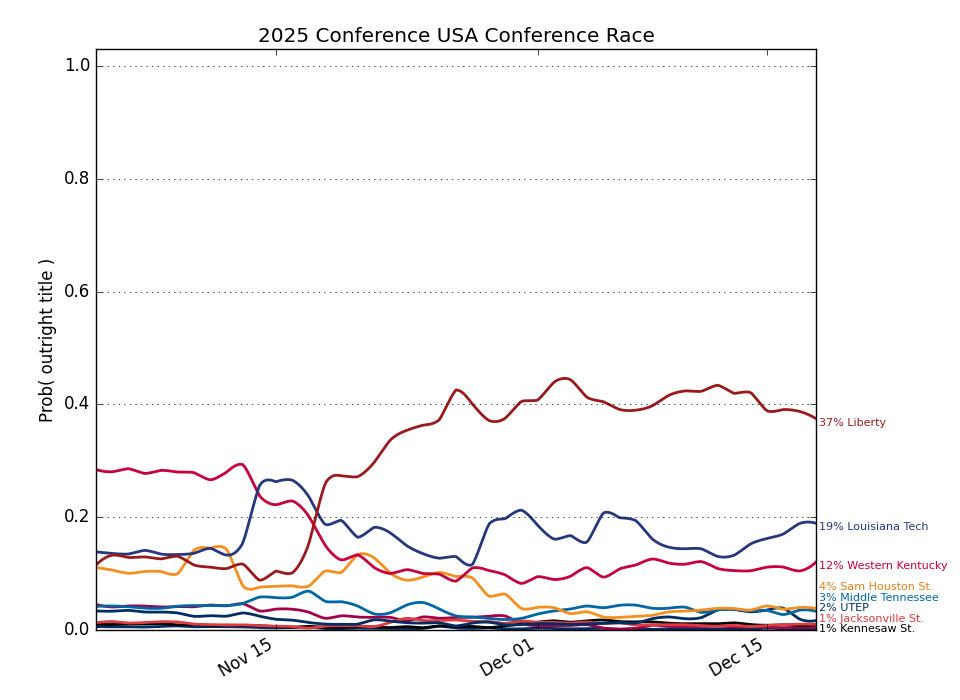 2025 Conference USA Conference Race
Prob( outright title )
1.0
0.8
0.6
0.4
0.2
0.0
Nov 15
Dec 01
Dec 15
37% Liberty
19% Louisiana Tech
12% Western Kentucky
4% Sam Houston St.
3% Middle Tennessee
2% UTEP
1% Jacksonville St.
1% Kennesaw St.